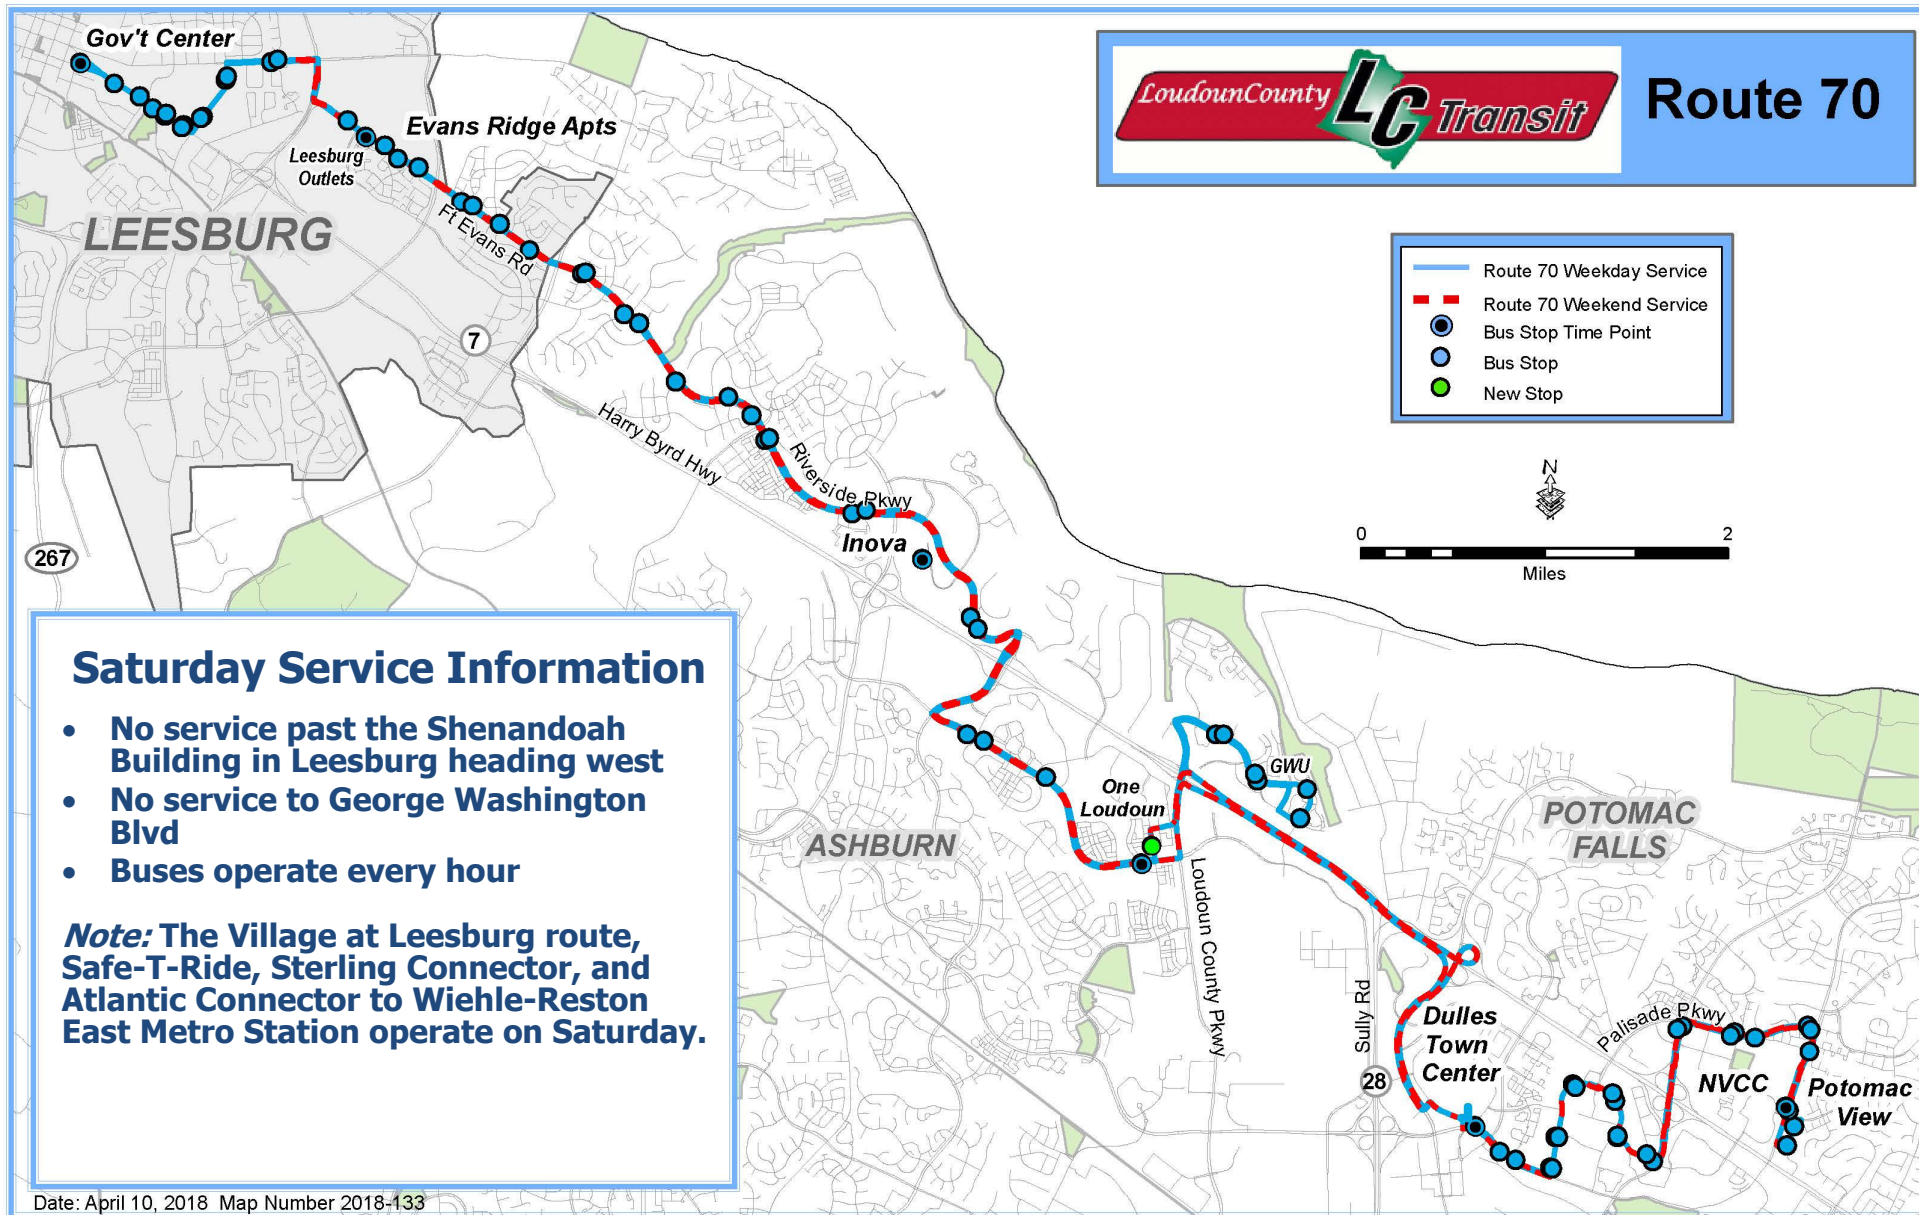 Gov't Center
Evans Ridge Apts
Leesburg
Outlets
LEESBURG
Ft Evans Rd
7
Harry Byrd Hwy
Riverside Pkwy
Inova
267
LoudounCounty LC Transit
Route 70
Route 70 Weekday Service
Route 70 Weekend Service
Bus Stop Time Point
Bus Stop
New Stop
N
0 2
Miles
Saturday Service Information
• No service past the Shenandoah
Building in Leesburg heading west
• No service to George Washington
Blvd
• Buses operate every hour
Note: The Village at Leesburg route,
Safe-T-Ride, Sterling Connector, and
Atlantic Connector to Wiehle-Reston
East Metro Station operate on Saturday.
GWU
One
Loudoun
ASHBURN
POTOMAC
FALLS
Loudoun County Pkwy
Sully Rd
28
Dulles
Town
Center
Palisade Pkwy
NVCC
Potomac
View
Date: April 10, 2018 Map Number 2018-133